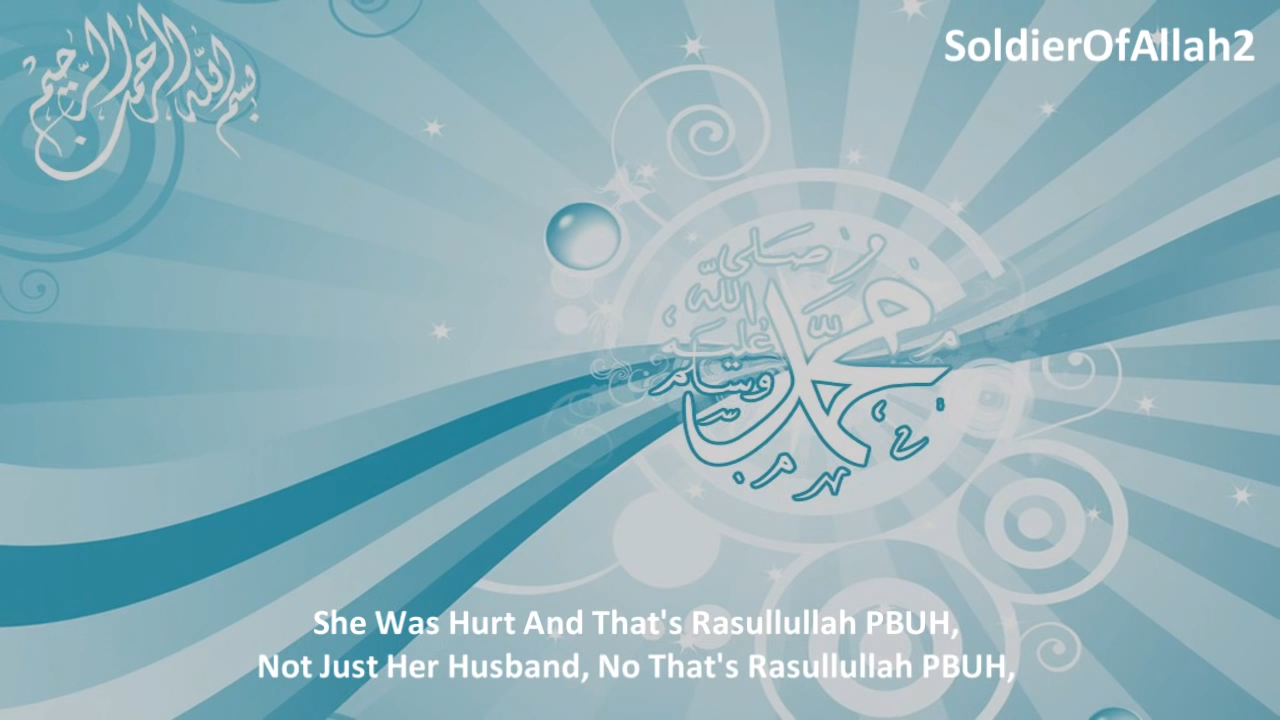 بسم الله الرحمن الرحيم
SoldierOfAllah2
صلى الله عليه وسلم
محمد
She Was Hurt And That's Rasullullah PBUH,
Not Just Her Husband, No That's Rasullullah PBUH,